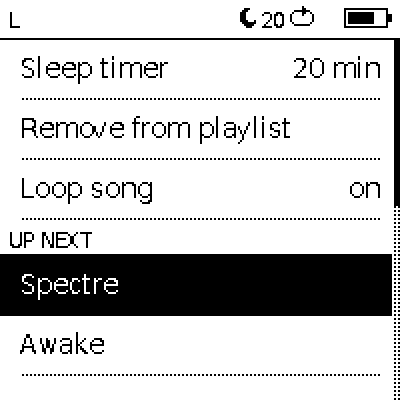 L 20
Sleep timer 20 min
Remove from playlist
Loop song on
UP NEXT
Spectre
Awake